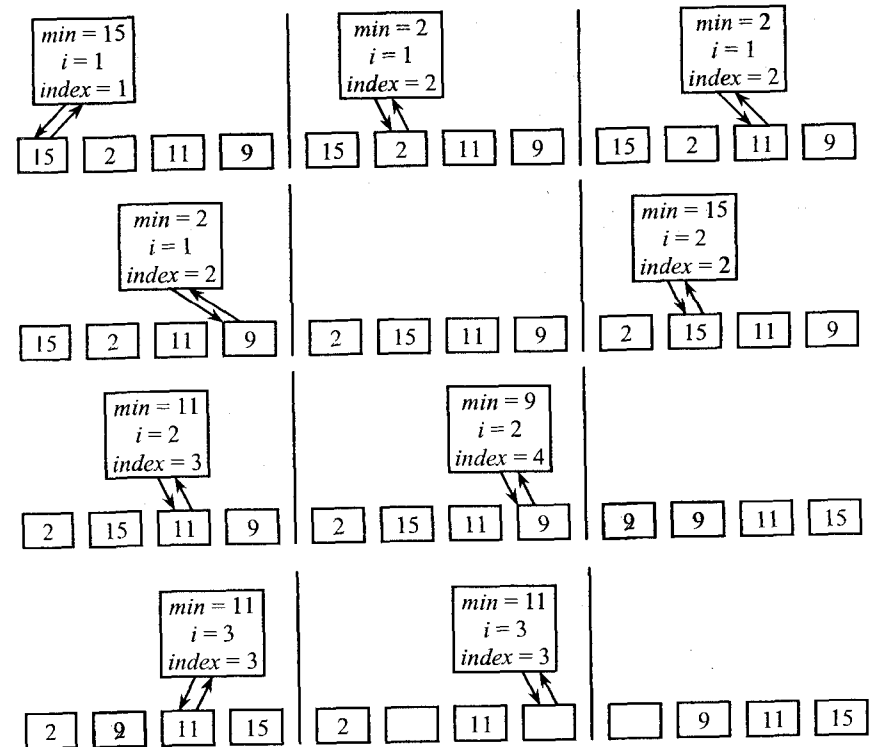 min = 15
i = 1
index = 1
15 2 11 9
min = 2
i = 1
index = 2
15 2 11 9
min = 2
i = 1
index = 2
15 2 11 9
min = 2
i = 1
index = 2
15 2 11 9
2 15 11 9
min = 15
i = 2
index = 2
2 15 11 9
min = 11
i = 2
index = 3
2 15 11 9
min = 9
i = 2
index = 4
2 15 11 9
9 11 15
min = 11
i = 3
index = 3
2 11 15
min = 11
i = 3
index = 3
2 11
9 11 15